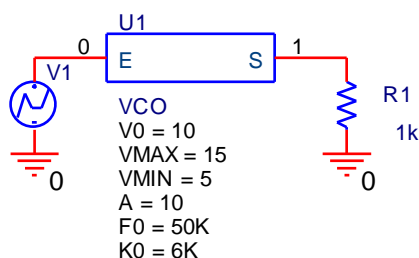 U1
0
E
S
1
V1
R1
1k
VCO
V0 = 10
VMAX = 15
VMIN = 5
A = 10
F0 = 50K
K0 = 6K
0
0